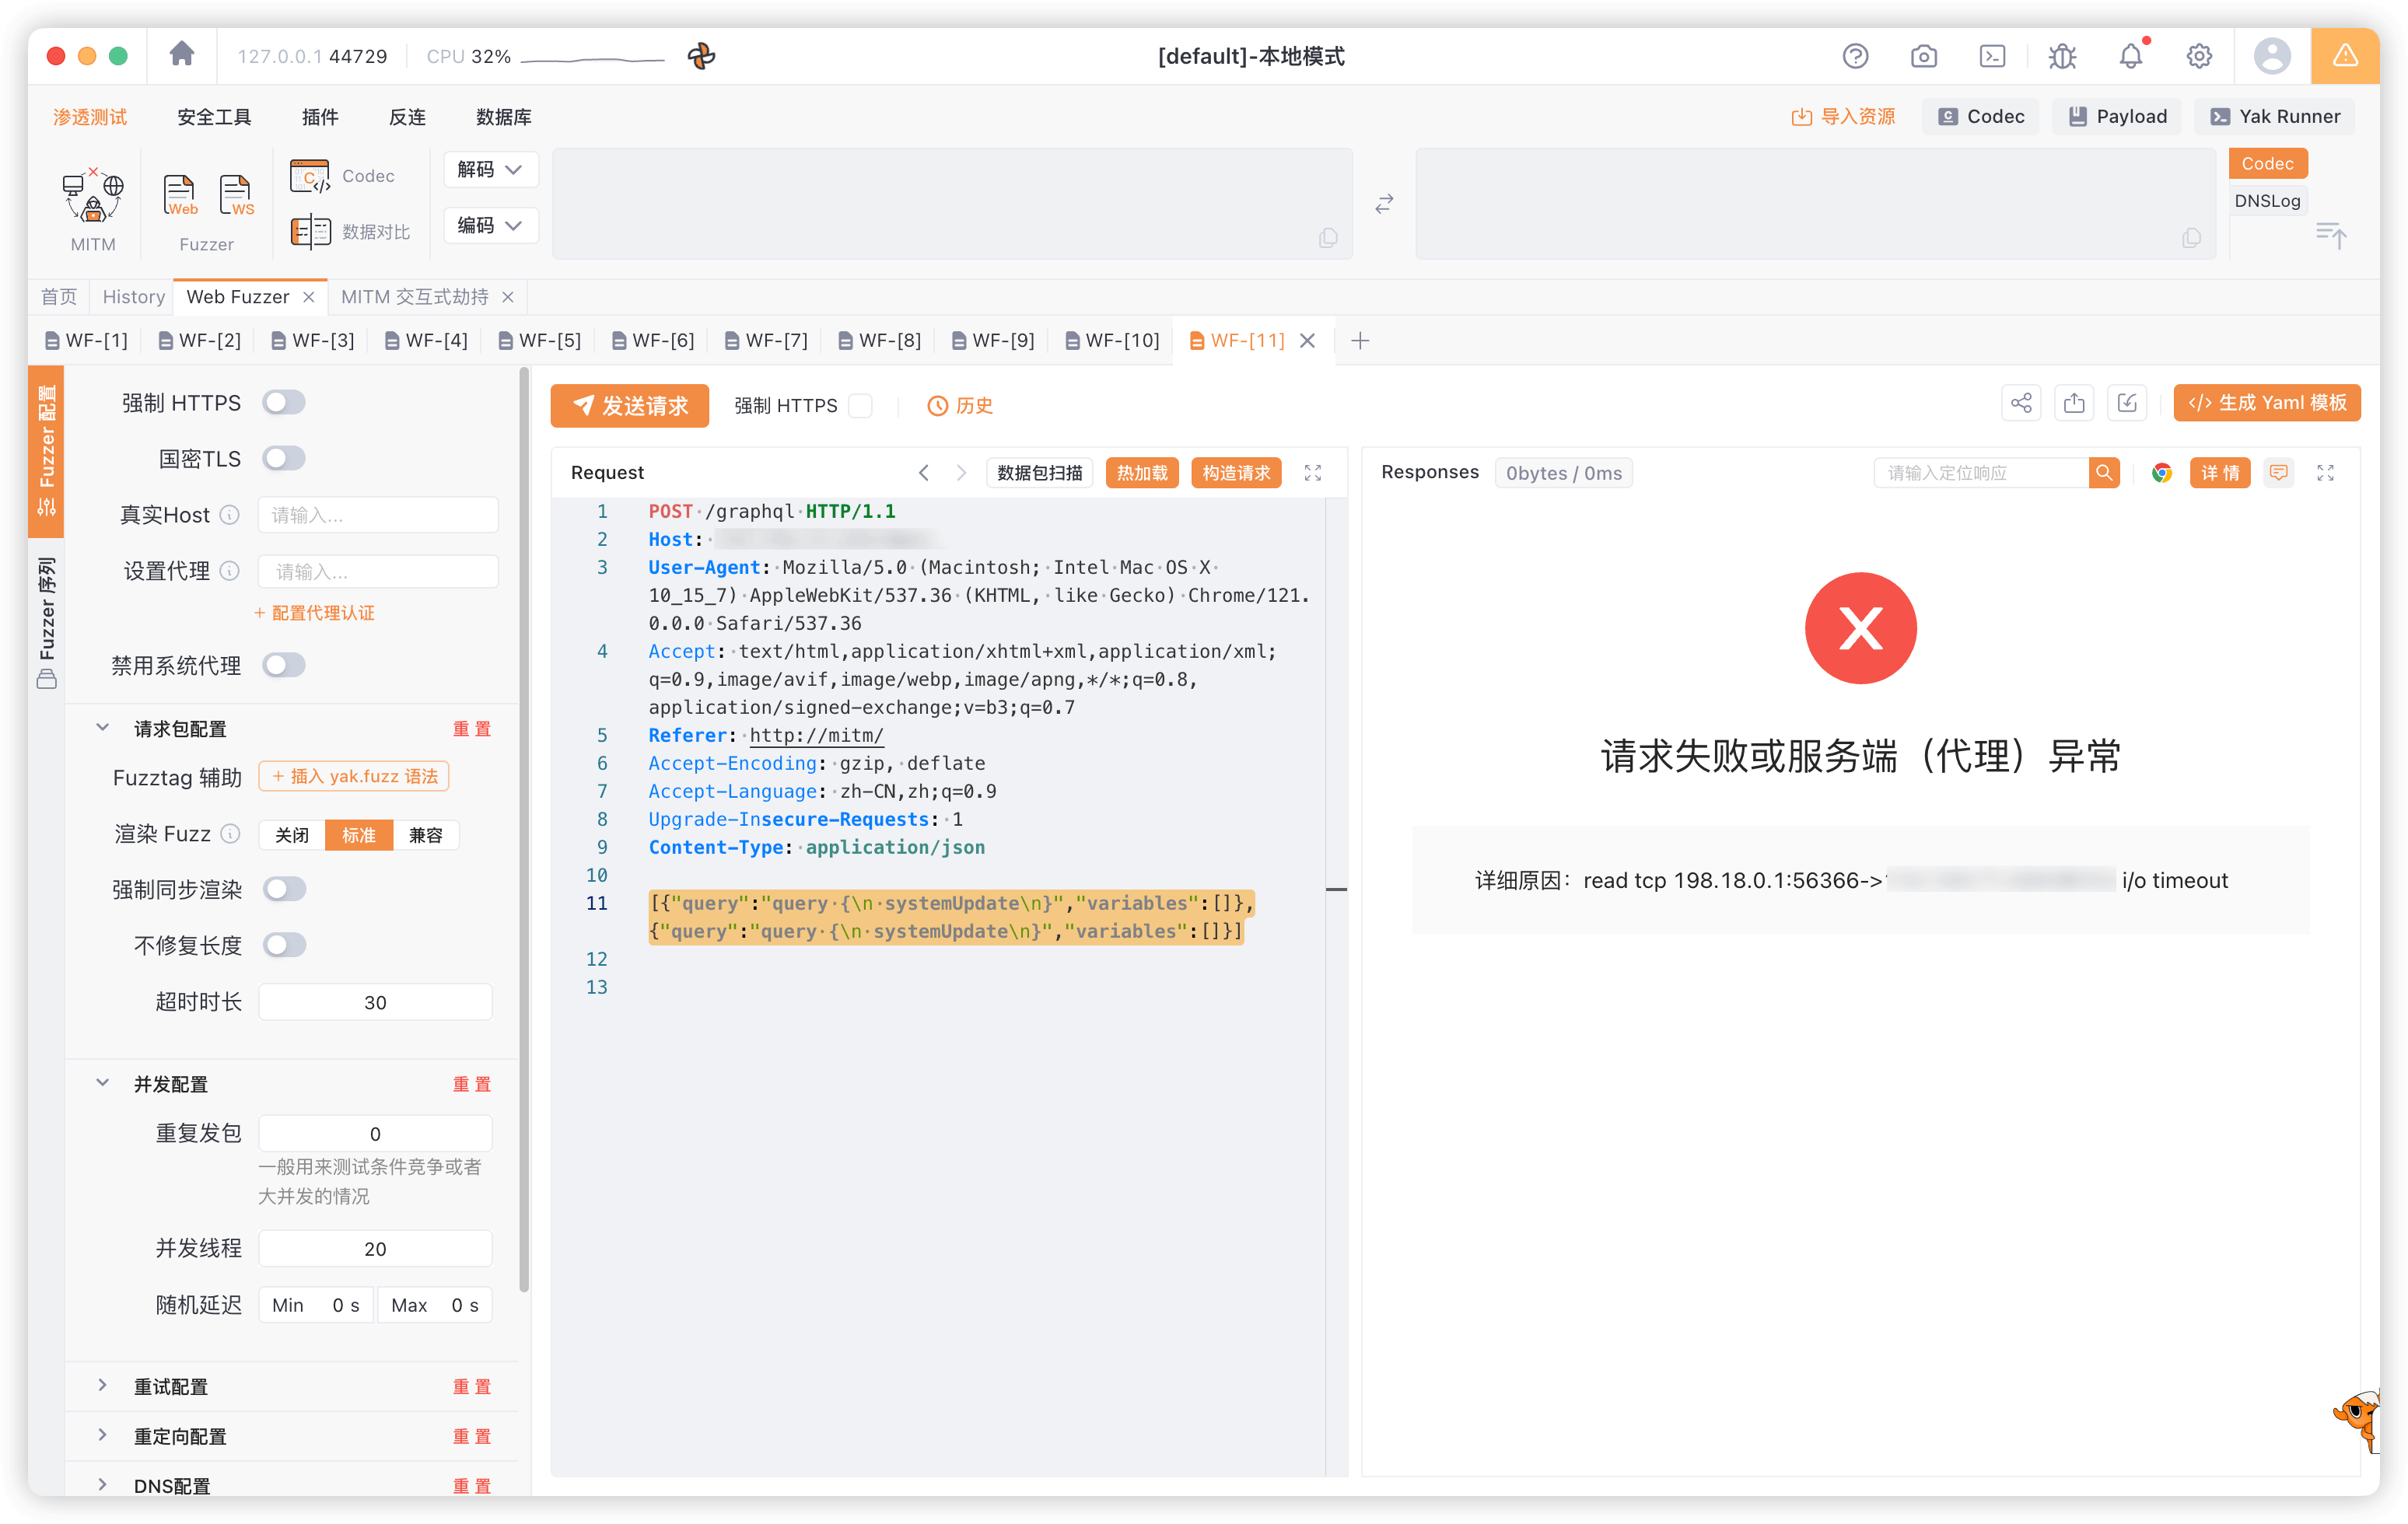 127.0.0.1 44729
CPU 32%
[default]-本地模式
渗透测试
安全工具
插件
反连
数据库
导入资源
Codec
Payload
Yak Runner
MITM
Web
WS
Fuzzer
Codec
数据对比
解码
编码
Codec
DNSLog
首页
History
Web Fuzzer
MITM 交互式劫持
WF-[1]
WF-[2]
WF-[3]
WF-[4]
WF-[5]
WF-[6]
WF-[7]
WF-[8]
WF-[9]
WF-[10]
WF-[11]
Fuzzer 配置
Fuzzer 序列
强制 HTTPS
国密TLS
真实Host
请输入...
设置代理
请输入...
+ 配置代理认证
禁用系统代理
请求包配置
重置
Fuzztag 辅助
+ 插入 yak.fuzz 语法
渲染 Fuzz
关闭
标准
兼容
强制同步渲染
不修复长度
超时时长
30
并发配置
重置
重复发包
0
一般用来测试条件竞争或者
大并发的情况
并发线程
20
随机延迟
Min 0 s
Max 0 s
重试配置
重置
重定向配置
重置
DNS配置
重置
发送请求
强制 HTTPS
历史
生成 Yaml 模板
Request
数据包扫描
热加载
构造请求
1 POST /graphql HTTP/1.1
2 Host:
3 User-Agent: Mozilla/5.0 (Macintosh; Intel Mac OS X
10_15_7) AppleWebKit/537.36 (KHTML, like Gecko) Chrome/121.
0.0.0 Safari/537.36
4 Accept: text/html,application/xhtml+xml,application/xml;
q=0.9,image/avif,image/webp,image/apng,*/*;q=0.8,
application/signed-exchange;v=b3;q=0.7
5 Referer: http://mitm/
6 Accept-Encoding: gzip, deflate
7 Accept-Language: zh-CN,zh;q=0.9
8 Upgrade-Insecure-Requests: 1
9 Content-Type: application/json
10
11 [{"query":"query {\n systemUpdate\n}","variables":[]},
{"query":"query {\n systemUpdate\n}","variables":[]}]
12
13
Responses
0bytes / 0ms
请输入定位响应
详情
请求失败或服务端（代理）异常
详细原因：read tcp 198.18.0.1:56366-> i/o timeout